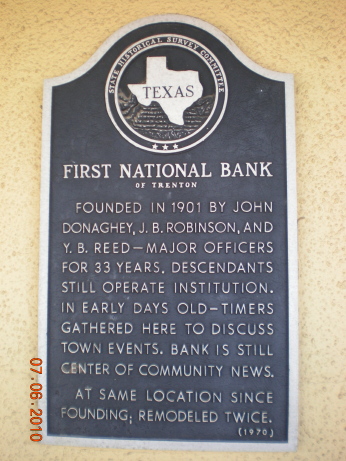 STATE HISTORICAL SURVEY COMMITTEE
TEXAS
FIRST NATIONAL BANK
OF TRENTON
FOUNDED IN 1901 BY JOHN
DONAGHEY, J. B. ROBINSON, AND
Y. B. REED—MAJOR OFFICERS
FOR 33 YEARS. DESCENDANTS
STILL OPERATE INSTITUTION.
IN EARLY DAYS OLD-TIMERS
GATHERED HERE TO DISCUSS
TOWN EVENTS. BANK IS STILL
CENTER OF COMMUNITY NEWS.
AT SAME LOCATION SINCE
FOUNDING; REMODELED TWICE.
(1970)
07.06.2010